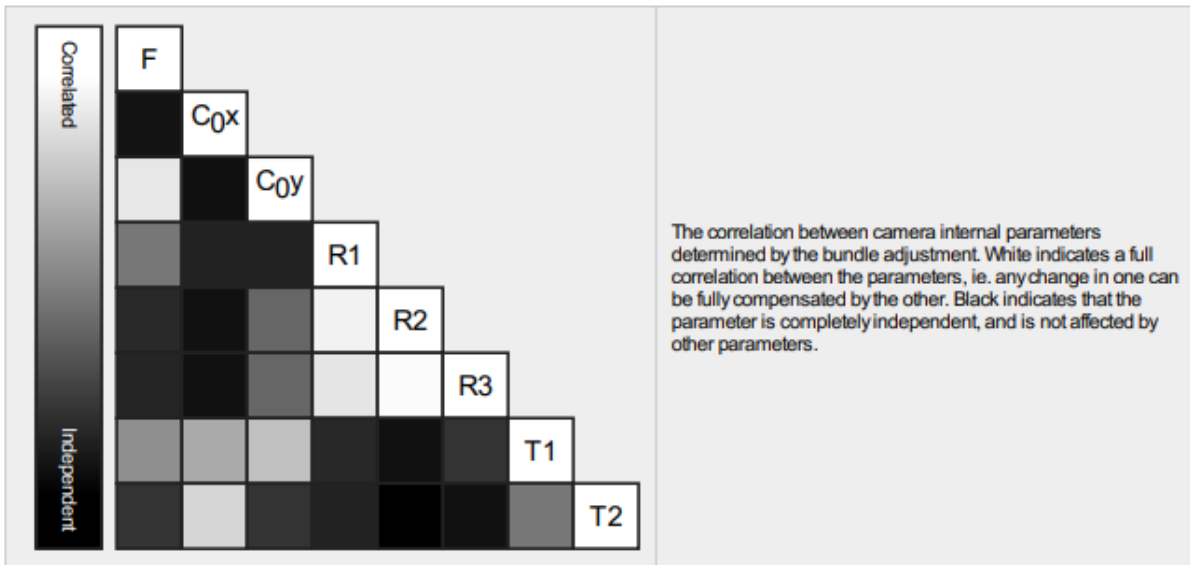 Correlated
Independent
F
C0x
C0y
R1
R2
R3
T1
T2
The correlation between camera internal parameters
determined by the bundle adjustment. White indicates a full
correlation between the parameters, ie. any change in one can
be fully compensated by the other. Black indicates that the
parameter is completely independent, and is not affected by
other parameters.